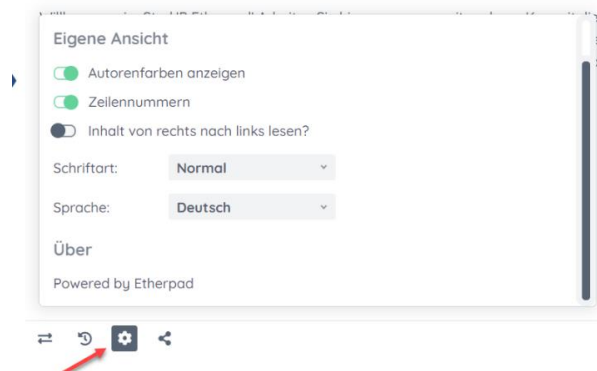 Eigene Ansicht
Autorenfarben anzeigen
Zeilennummern
Inhalt von rechts nach links lesen?
Schriftart: Normal
Sprache: Deutsch
Über
Powered by Etherpad